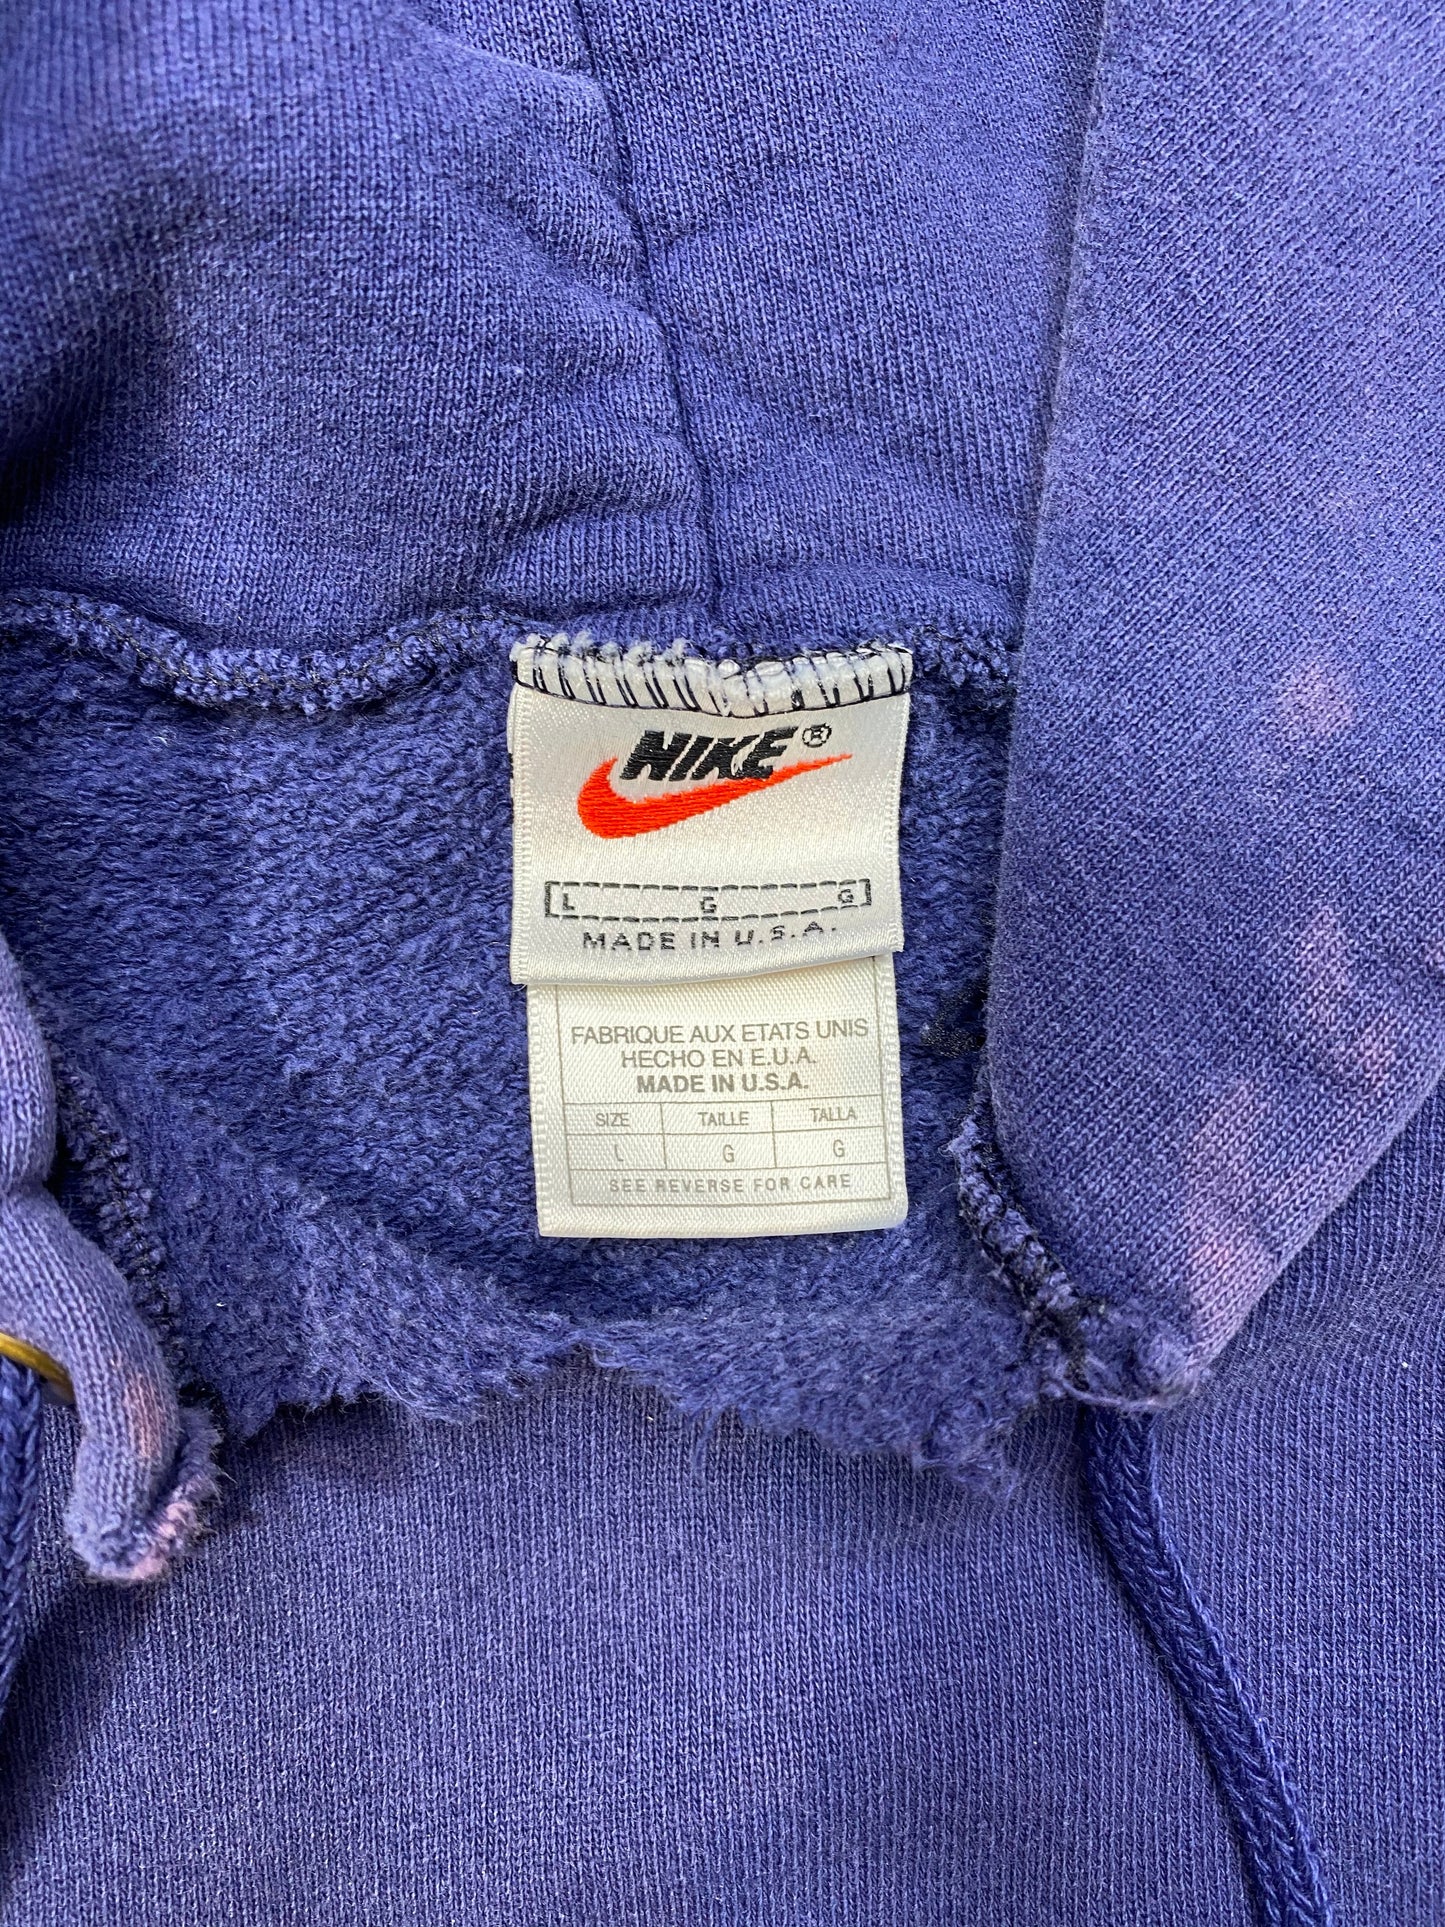 NIKE®
L G G
MADE IN U.S.A.
FABRIQUE AUX ETATS UNIS
HECHO EN E.U.A.
MADE IN U.S.A.
SIZE TAILLE TALLA
L G G
SEE REVERSE FOR CARE